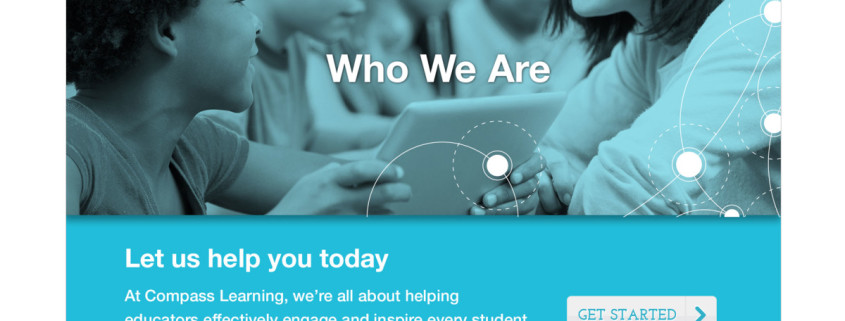 Who We Are
Let us help you today
At Compass Learning, we're all about helping
educators effectively engage and inspire every student
GET STARTED